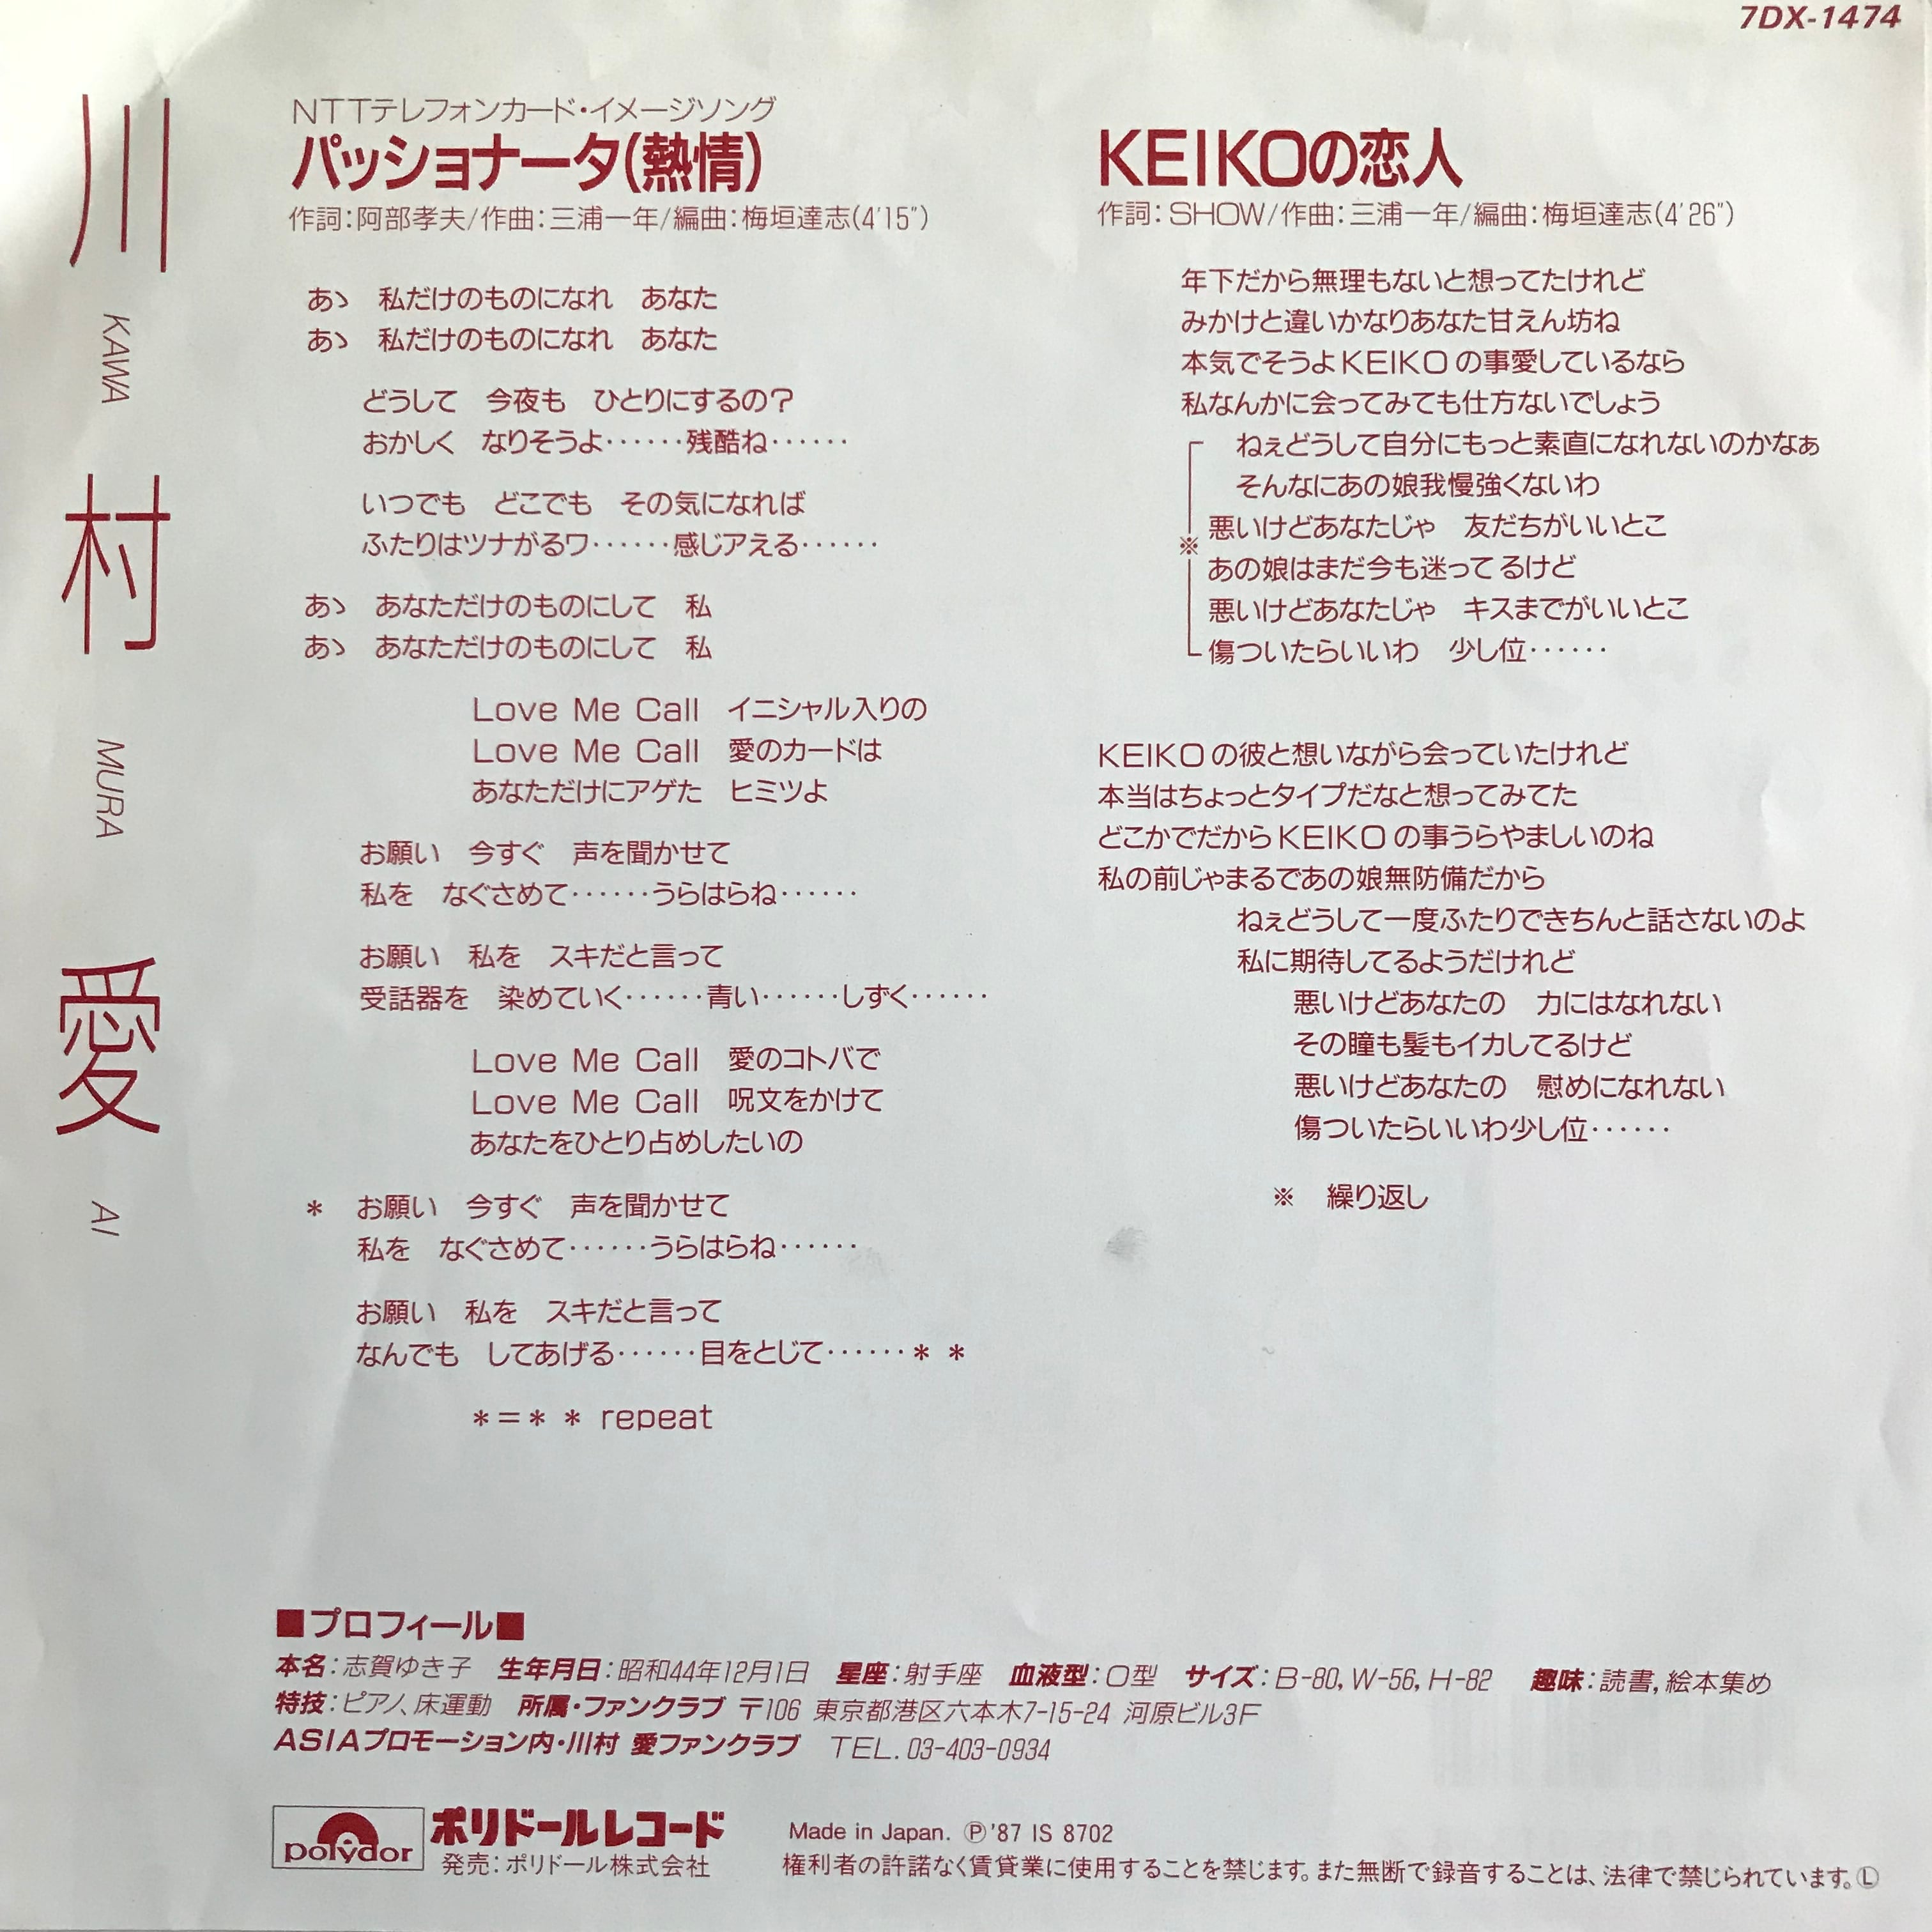 7DX-1474
川村愛
KAWA MURA AI
NTTテレフォンカード・イメージソング
パッショナータ(熱情)
作詞:阿部孝夫/作曲:三浦一年/編曲:梅垣達志(4'15")
あゝ　私だけのものになれ　あなた
あゝ　私だけのものになれ　あなた
どうして　今夜も　ひとりにするの?
おかしく　なりそうよ……残酷ね……
いつでも　どこでも　その気になれば
ふたりはツナがるワ……感じアえる……
あゝ　あなただけのものにして　私
あゝ　あなただけのものにして　私
Love Me Call　イニシャル入りの
Love Me Call　愛のカードは
あなただけにアゲた　ヒミツよ
お願い　今すぐ　声を聞かせて
私を　なぐさめて……うらはらね……
お願い　私を　スキだと言って
受話器を　染めていく……青い……しずく……
Love Me Call　愛のコトバで
Love Me Call　呪文をかけて
あなたをひとり占めしたいの
＊　お願い　今すぐ　声を聞かせて
私を　なぐさめて……うらはらね……
お願い　私を　スキだと言って
なんでも　してあげる……目をとじて……＊＊
＊=＊＊ repeat
KEIKOの恋人
作詞:SHOW/作曲:三浦一年/編曲:梅垣達志(4'26")
年下だから無理もないと想ってたけれど
みかけと違いかなりあなた甘えん坊ね
本気でそうよKEIKOの事愛しているなら
私なんかに会ってみても仕方ないでしょう
ねぇどうして自分にもっと素直になれないのかなぁ
そんなにあの娘我慢強くないわ
悪いけどあなたじゃ　友だちがいいとこ
※
あの娘はまだ今も迷ってるけど
悪いけどあなたじゃ　キスまでがいいとこ
傷ついたらいいわ　少し位……
KEIKOの彼と想いながら会っていたけれど
本当はちょっとタイプだなと想ってみてた
どこかでだからKEIKOの事うらやましいのね
私の前じゃまるであの娘無防備だから
ねぇどうして一度ふたりできちんと話さないのよ
私に期待してるようだけれど
悪いけどあなたの　力にはなれない
その瞳も髪もイカしてるけど
悪いけどあなたの　慰めになれない
傷ついたらいいわ少し位……
※　繰り返し
■プロフィール■
本名:志賀ゆき子　生年月日:昭和44年12月1日　星座:射手座　血液型:O型　サイズ:B-80,W-56,H-82　趣味:読書,絵本集め
特技:ピアノ、床運動　所属・ファンクラブ　〒106 東京都港区六本木7-15-24 河原ビル3F
ASIAプロモーション内・川村 愛ファンクラブ　TEL.03-403-0934
polydor ポリドールレコード
発売:ポリドール株式会社
Made in Japan. Ⓟ'87 IS 8702
権利者の許諾なく賃貸業に使用することを禁じます。また無断で録音することは、法律で禁じられています。Ⓛ